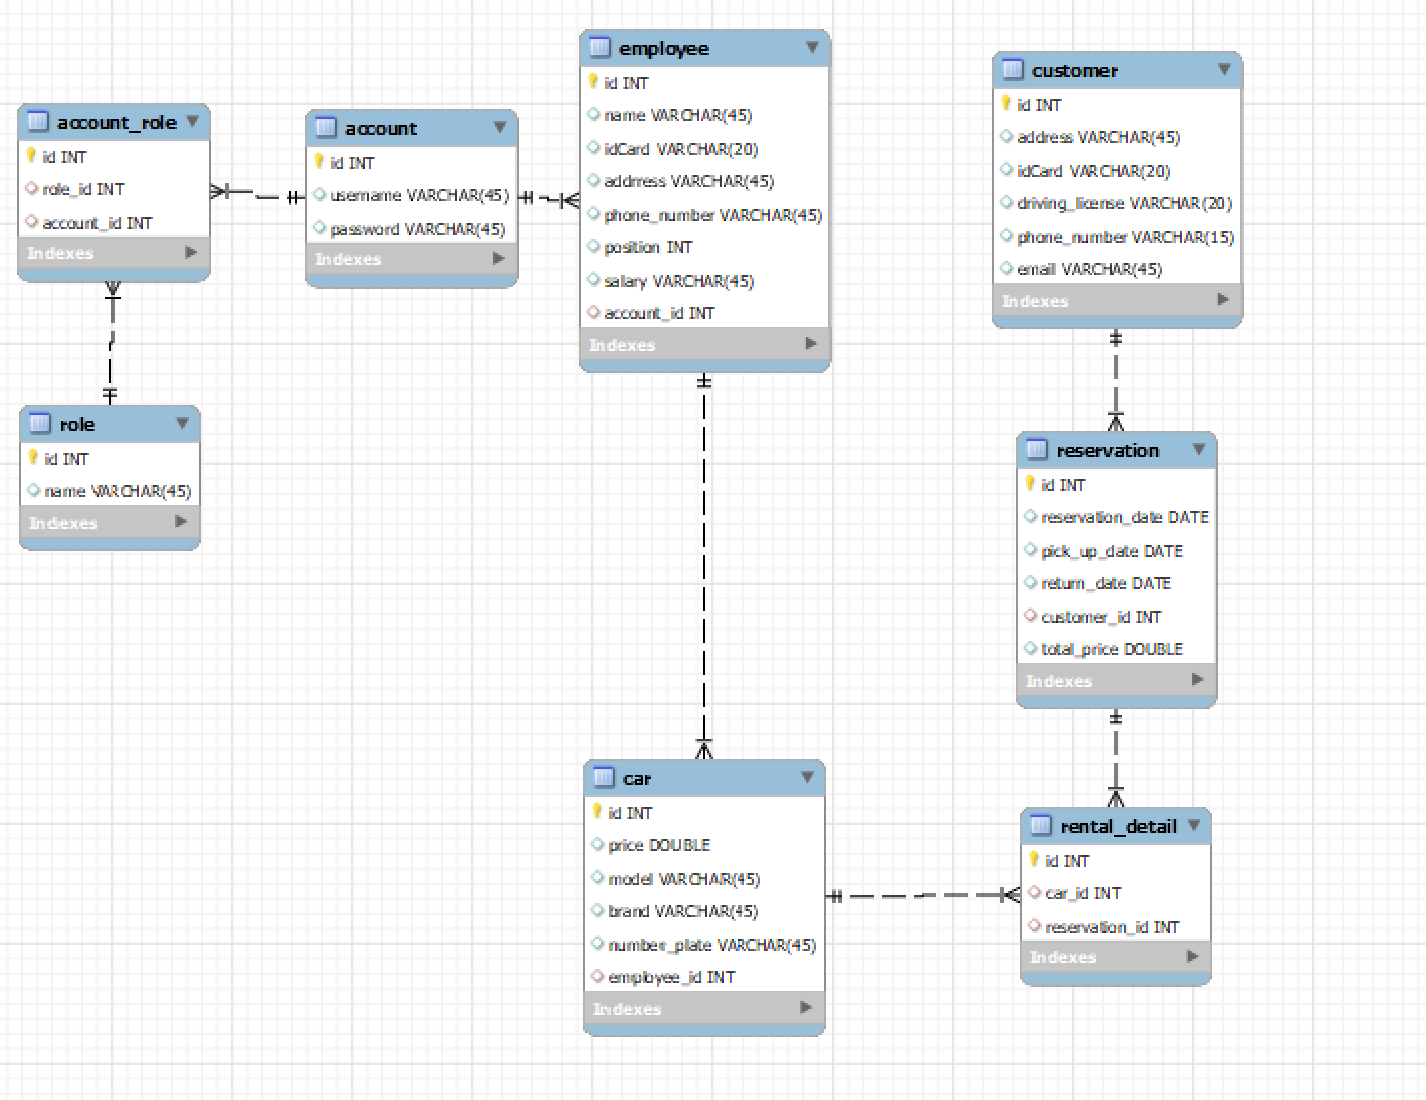 account_role
id INT
role_id INT
account_id INT
Indexes
account
id INT
username VARCHAR(45)
password VARCHAR(45)
Indexes
employee
id INT
name VARCHAR(45)
idCard VARCHAR(20)
addrress VARCHAR(45)
phone_number VARCHAR(45)
position INT
salary VARCHAR(45)
account_id INT
Indexes
customer
id INT
address VARCHAR(45)
idCard VARCHAR(20)
driving_license VARCHAR(20)
phone_number VARCHAR(15)
email VARCHAR(45)
Indexes
role
id INT
name VARCHAR(45)
Indexes
reservation
id INT
reservation_date DATE
pick_up_date DATE
return_date DATE
customer_id INT
total_price DOUBLE
Indexes
car
id INT
price DOUBLE
model VARCHAR(45)
brand VARCHAR(45)
number_plate VARCHAR(45)
employee_id INT
Indexes
rental_detail
id INT
car_id INT
reservation_id INT
Indexes